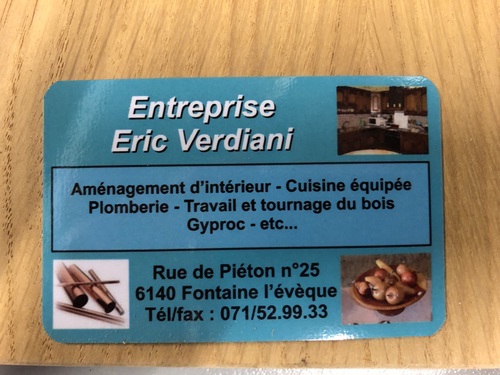 Entreprise
Eric Verdiani
Aménagement d'intérieur - Cuisine équipée
Plomberie - Travail et tournage du bois
Gyproc - etc...
Rue de Piéton n°25
6140 Fontaine l'évèque
Tél/fax : 071/52.99.33